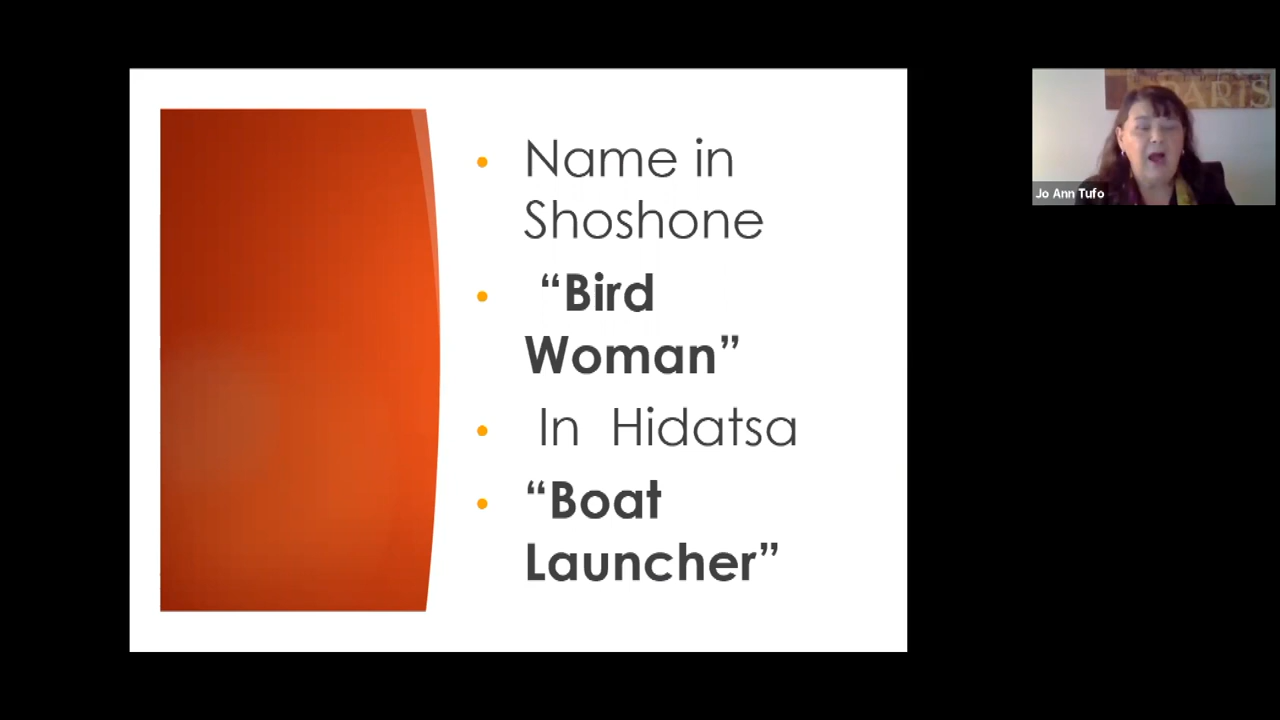 Name in
Shoshone
“Bird
Woman”
In Hidatsa
“Boat
Launcher”
PARIS
Jo Ann Tufo